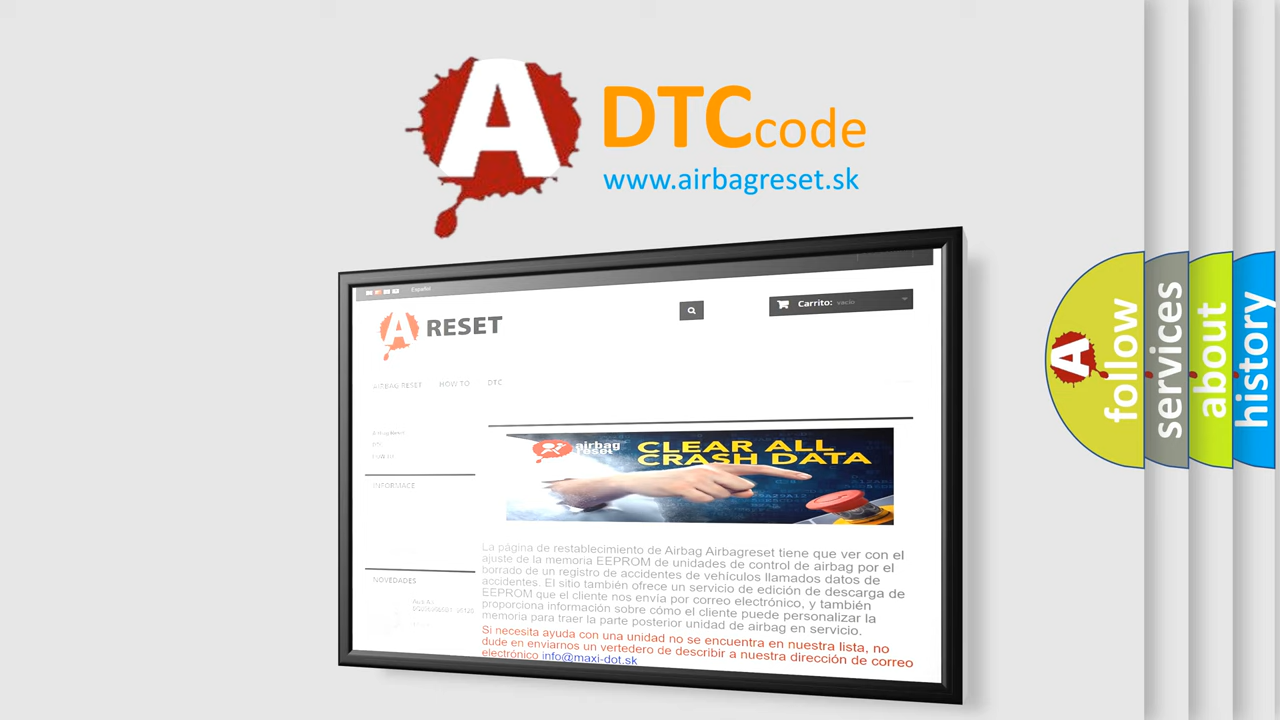 A DTC code
www.airbagreset.sk
Español
A RESET
Carrito: vacío
AIRBAG RESET HOW TO DTC
INFORMACE
airbag
reset
CLEAR ALL
CRASH DATA
La página de restablecimiento de Airbag Airbagreset tiene que ver con el
ajuste de la memoria EEPROM de unidades de control de airbag por el
borrado de un registro de accidentes de vehículos llamados datos de
accidentes. El sitio también ofrece un servicio de edición de descarga de
EEPROM que el cliente nos envía por correo electrónico, y también
proporciona información sobre cómo el cliente puede personalizar la
memoria para traer la parte posterior unidad de airbag en servicio.
Si necesita ayuda con una unidad no se encuentra en nuestra lista, no
dude en enviarnos un vertedero de describir a nuestra dirección de correo
electrónico info@maxi-dot.sk
NOVEDADES
A
follow
services
about
history